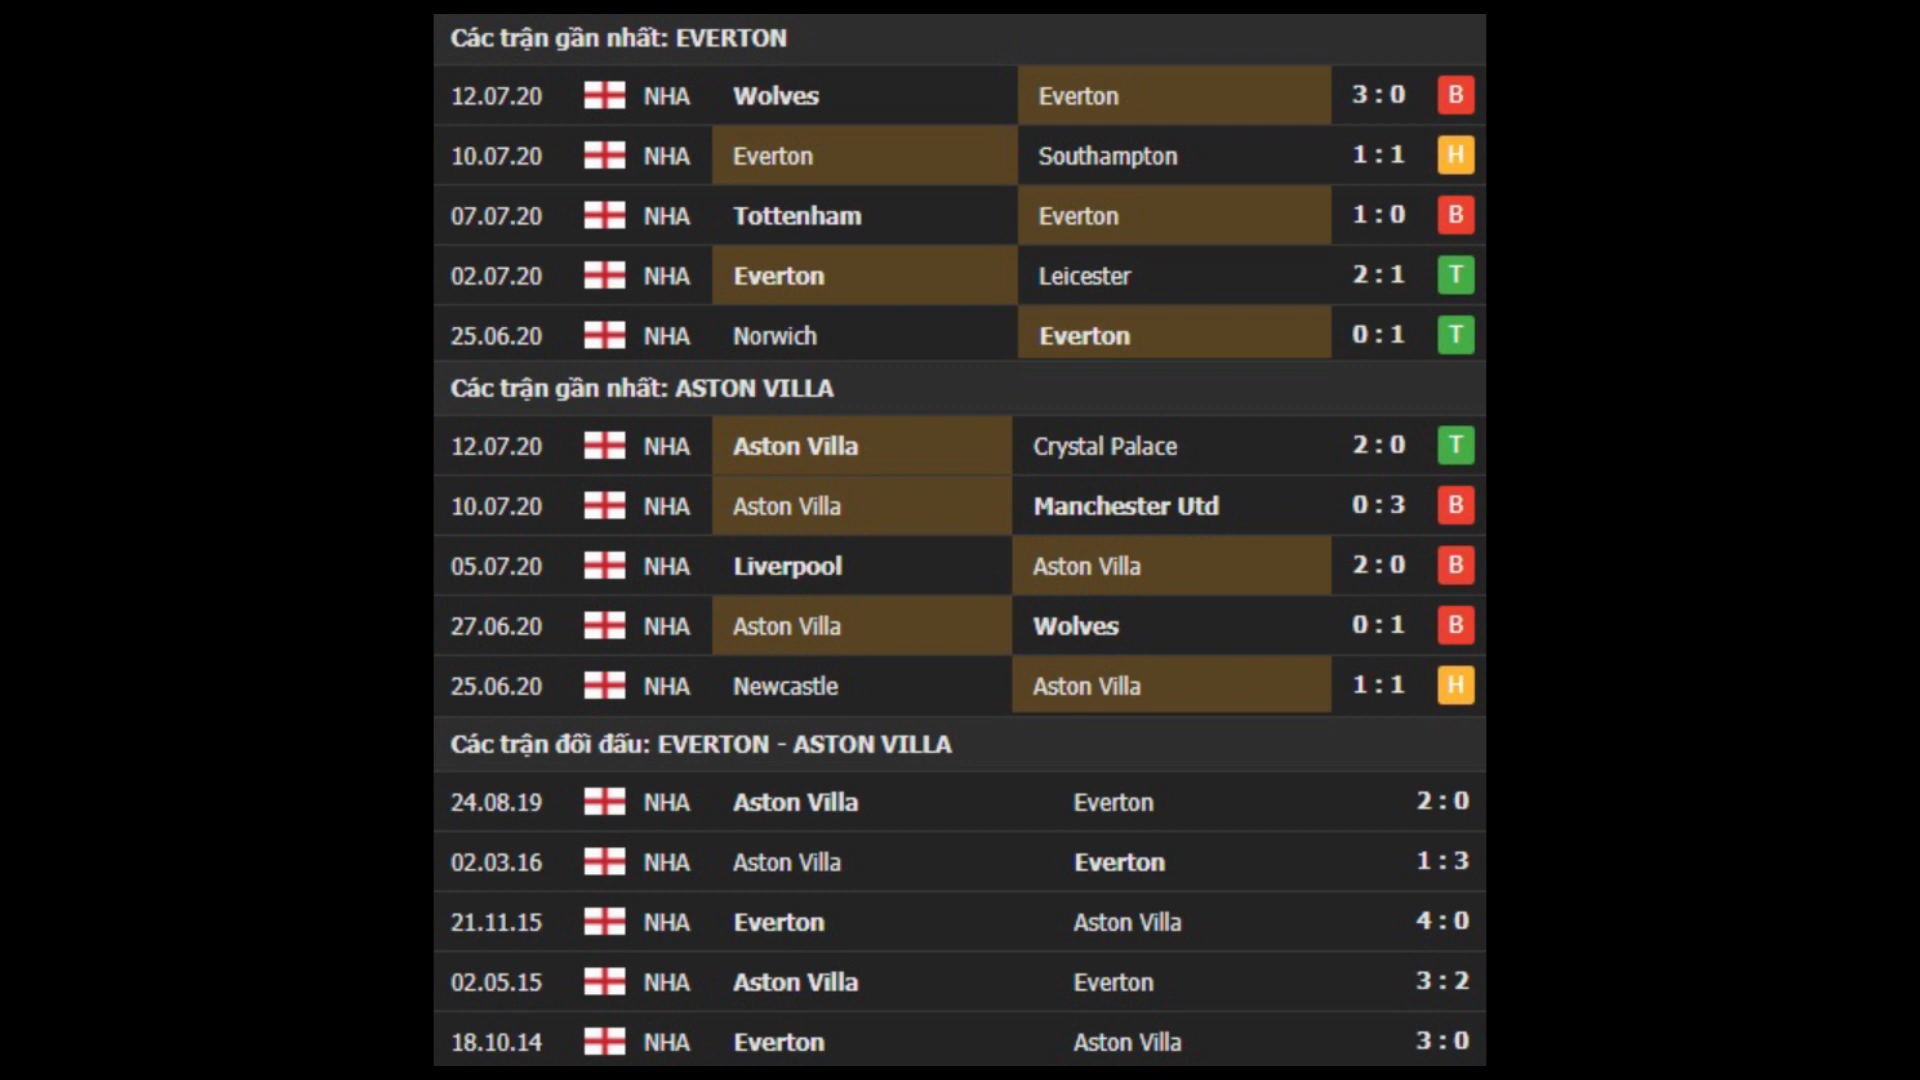 Các trận gần nhất: EVERTON
12.07.20 NHA Wolves Everton 3 : 0 B
10.07.20 NHA Everton Southampton 1 : 1 H
07.07.20 NHA Tottenham Everton 1 : 0 B
02.07.20 NHA Everton Leicester 2 : 1 T
25.06.20 NHA Norwich Everton 0 : 1 T
Các trận gần nhất: ASTON VILLA
12.07.20 NHA Aston Villa Crystal Palace 2 : 0 T
10.07.20 NHA Aston Villa Manchester Utd 0 : 3 B
05.07.20 NHA Liverpool Aston Villa 2 : 0 B
27.06.20 NHA Aston Villa Wolves 0 : 1 B
25.06.20 NHA Newcastle Aston Villa 1 : 1 H
Các trận đối đấu: EVERTON - ASTON VILLA
24.08.19 NHA Aston Villa Everton 2 : 0
02.03.16 NHA Aston Villa Everton 1 : 3
21.11.15 NHA Everton Aston Villa 4 : 0
02.05.15 NHA Aston Villa Everton 3 : 2
18.10.14 NHA Everton Aston Villa 3 : 0